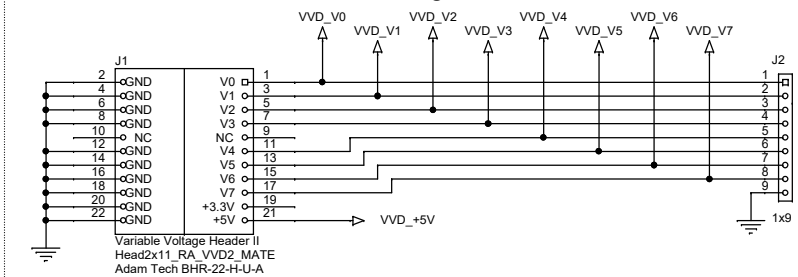 VVD_V0 VVD_V2 VVD_V4 VVD_V6
VVD_V1 VVD_V3 VVD_V5 VVD_V7
J1 J2
2 GND V0 1 1
4 GND V1 3 2
6 GND V2 5 3
8 GND V3 7 4
10 NC NC 9 5
12 GND V4 11 6
14 GND V5 13 7
16 GND V6 15 8
18 GND V7 17 9
20 GND +3.3V 19
22 GND +5V 21 VVD_+5V 1x9
Variable Voltage Header II
Head2x11_RA_VVD2_MATE
Adam Tech BHR-22-H-U-A